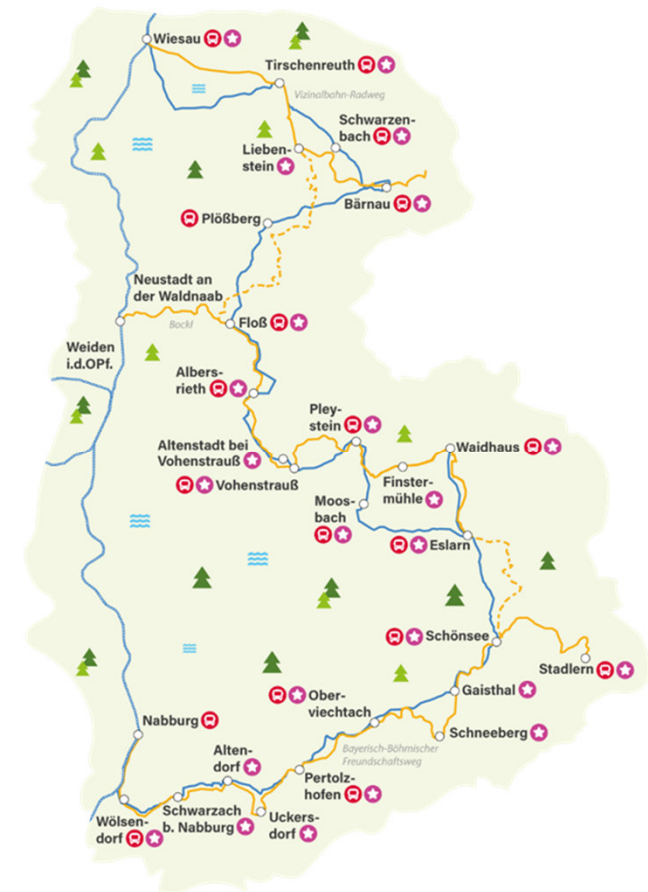 Wiesau
Tirschenreuth
Vizinalbahn-Radweg
Schwarzen-
bach
Lieben-
stein
Bärnau
Plößberg
Neustadt an
der Waldnaab
Bockl
Floß
Weiden
i.d.OPf.
Albers-
rieth
Pley-
stein
Altenstadt bei
Vohenstrauß
Waidhaus
Vohenstrauß
Finster-
mühle
Moos-
bach
Eslarn
Schönsee
Stadlern
Gaisthal
Ober-
viechtach
Nabburg
Schneeberg
Bayerisch-Böhmischer
Freundschaftsweg
Alten-
dorf
Pertolz-
hofen
Schwarzach
b. Nabburg
Uckers-
dorf
Wölsen-
dorf